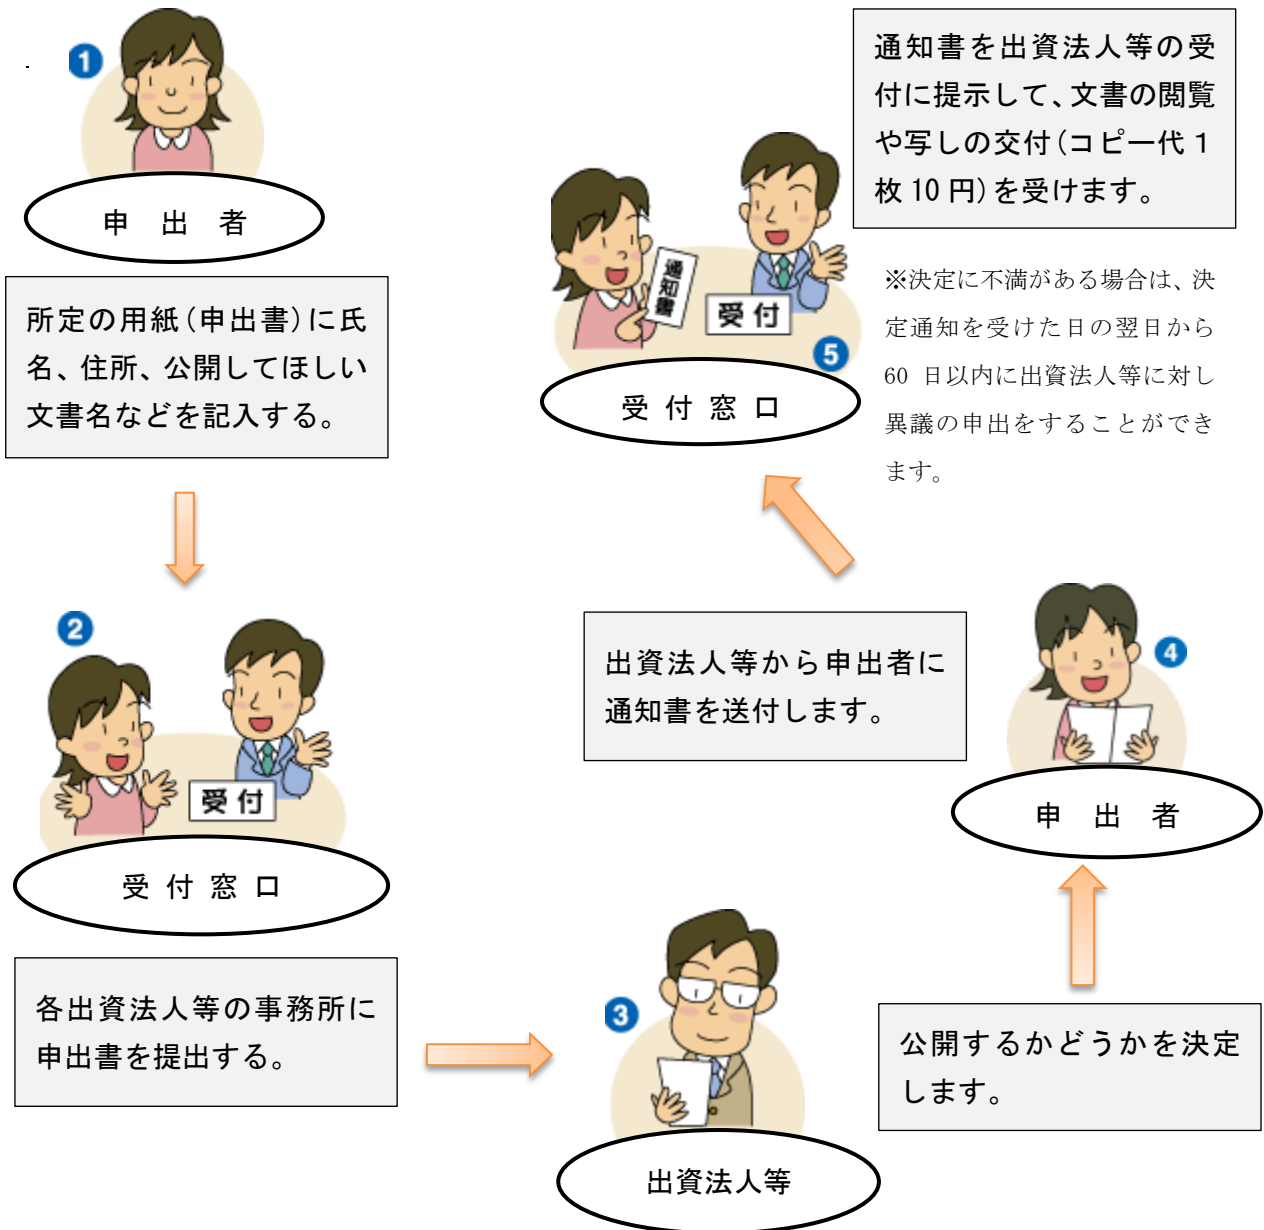 1
申 出 者
所定の用紙(申出書)に氏
名、住所、公開してほしい
文書名などを記入する。
2
受付
受 付 窓 口
各出資法人等の事務所に
申出書を提出する。
3
出資法人等
公開するかどうかを決定
します。
4
申 出 者
出資法人等から申出者に
通知書を送付します。
通知書
受付
5
受 付 窓 口
通知書を出資法人等の受
付に提示して、文書の閲覧
や写しの交付(コピー代1
枚10円)を受けます。
※決定に不満がある場合は、決
定通知を受けた日の翌日から
60 日以内に出資法人等に対し
異議の申出をすることができ
ます。